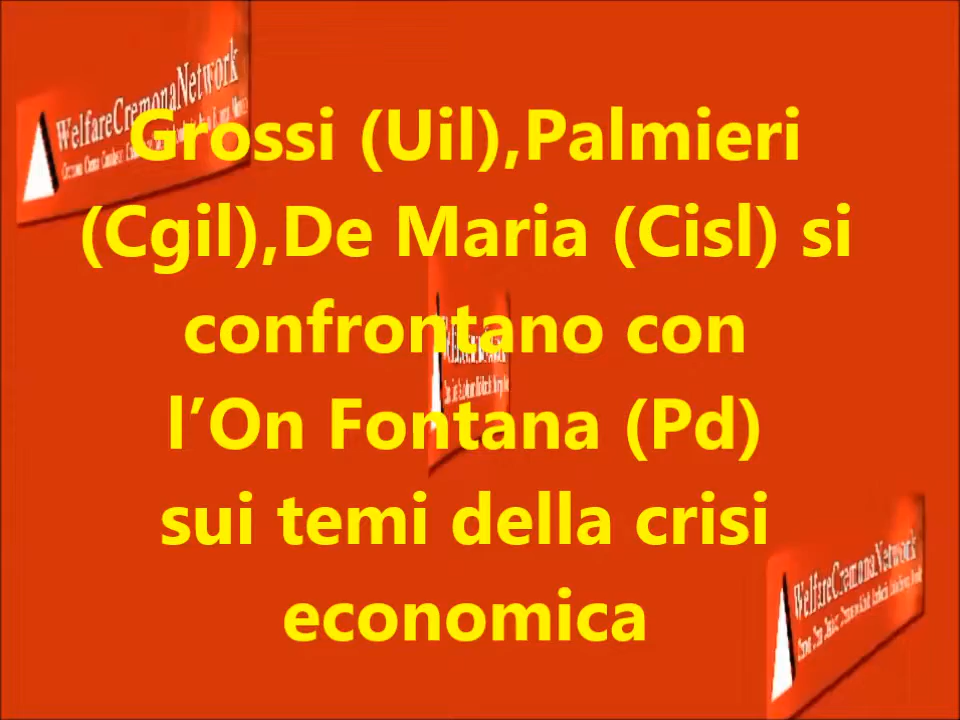 WelfareCremonaNetwork
Grossi (Uil),Palmieri
(Cgil),De Maria (Cisl) si
confrontano con
l’On Fontana (Pd)
sui temi della crisi
economica
WelfareCremonaNetwork